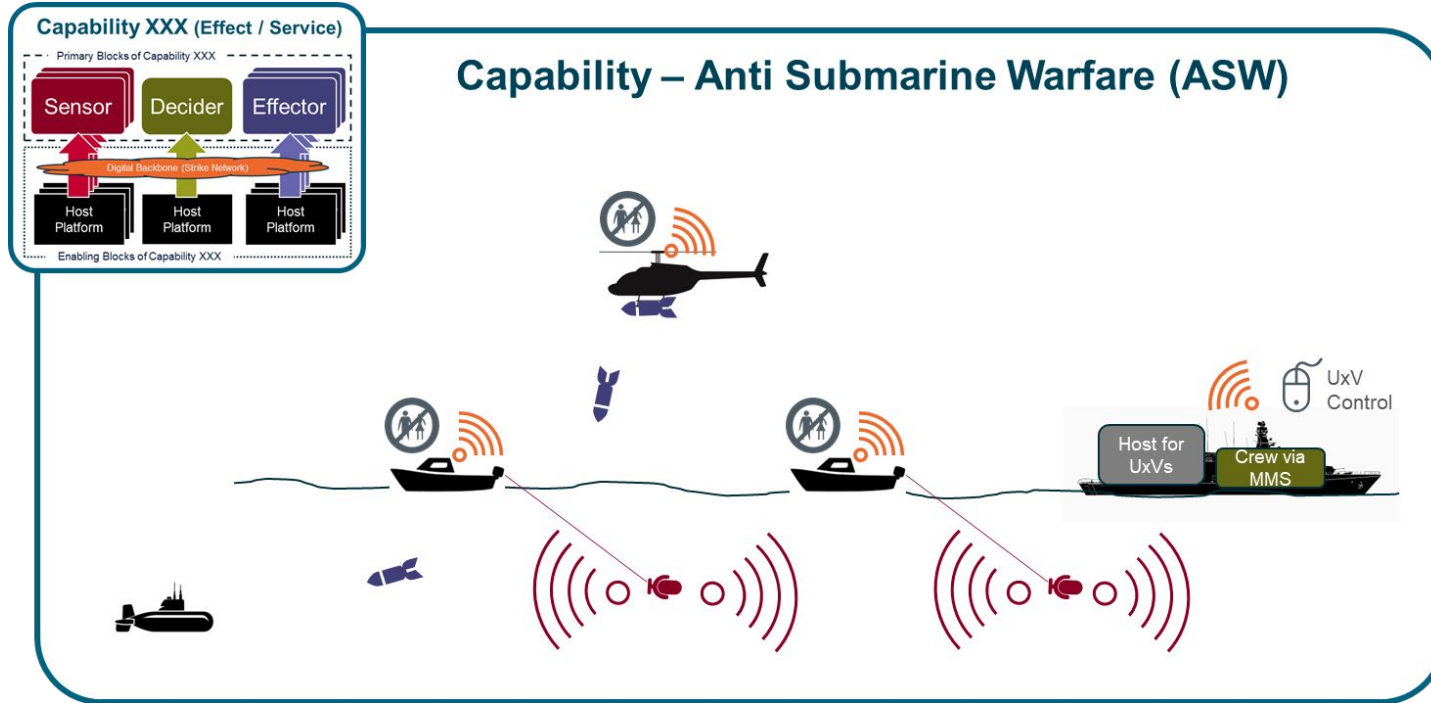 Capability XXX (Effect / Service)
Primary Blocks of Capability XXX
Sensor
Decider
Effector
Digital Backbone (Strike Network)
Host
Platform
Host
Platform
Host
Platform
Enabling Blocks of Capability XXX
Capability – Anti Submarine Warfare (ASW)
UxV
Control
Host for
UxVs
Crew via
MMS